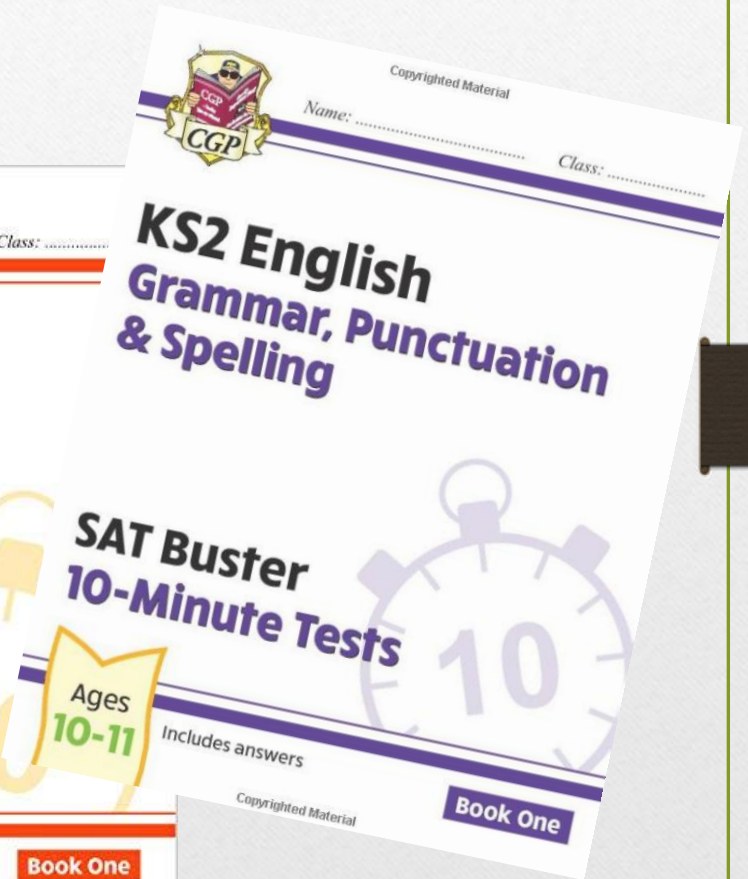 Copyrighted Material
CGP
CGP
Name: ........................................
Class: ........................
KS2 English
Grammar, Punctuation
& Spelling
SAT Buster
10-Minute Tests
10
Ages
10-11
Includes answers
Copyrighted Material
Book One
Class: ................
Book One